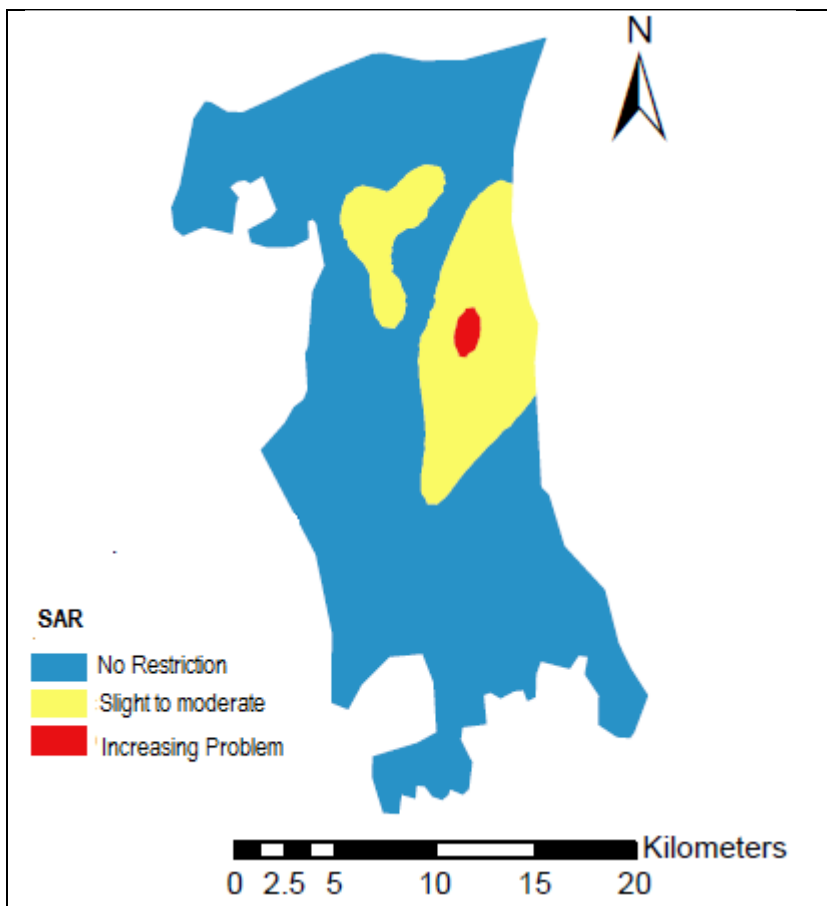 N
SAR
No Restriction
Slight to moderate
Increasing Problem
Kilometers
0 2.5 5 10 15 20